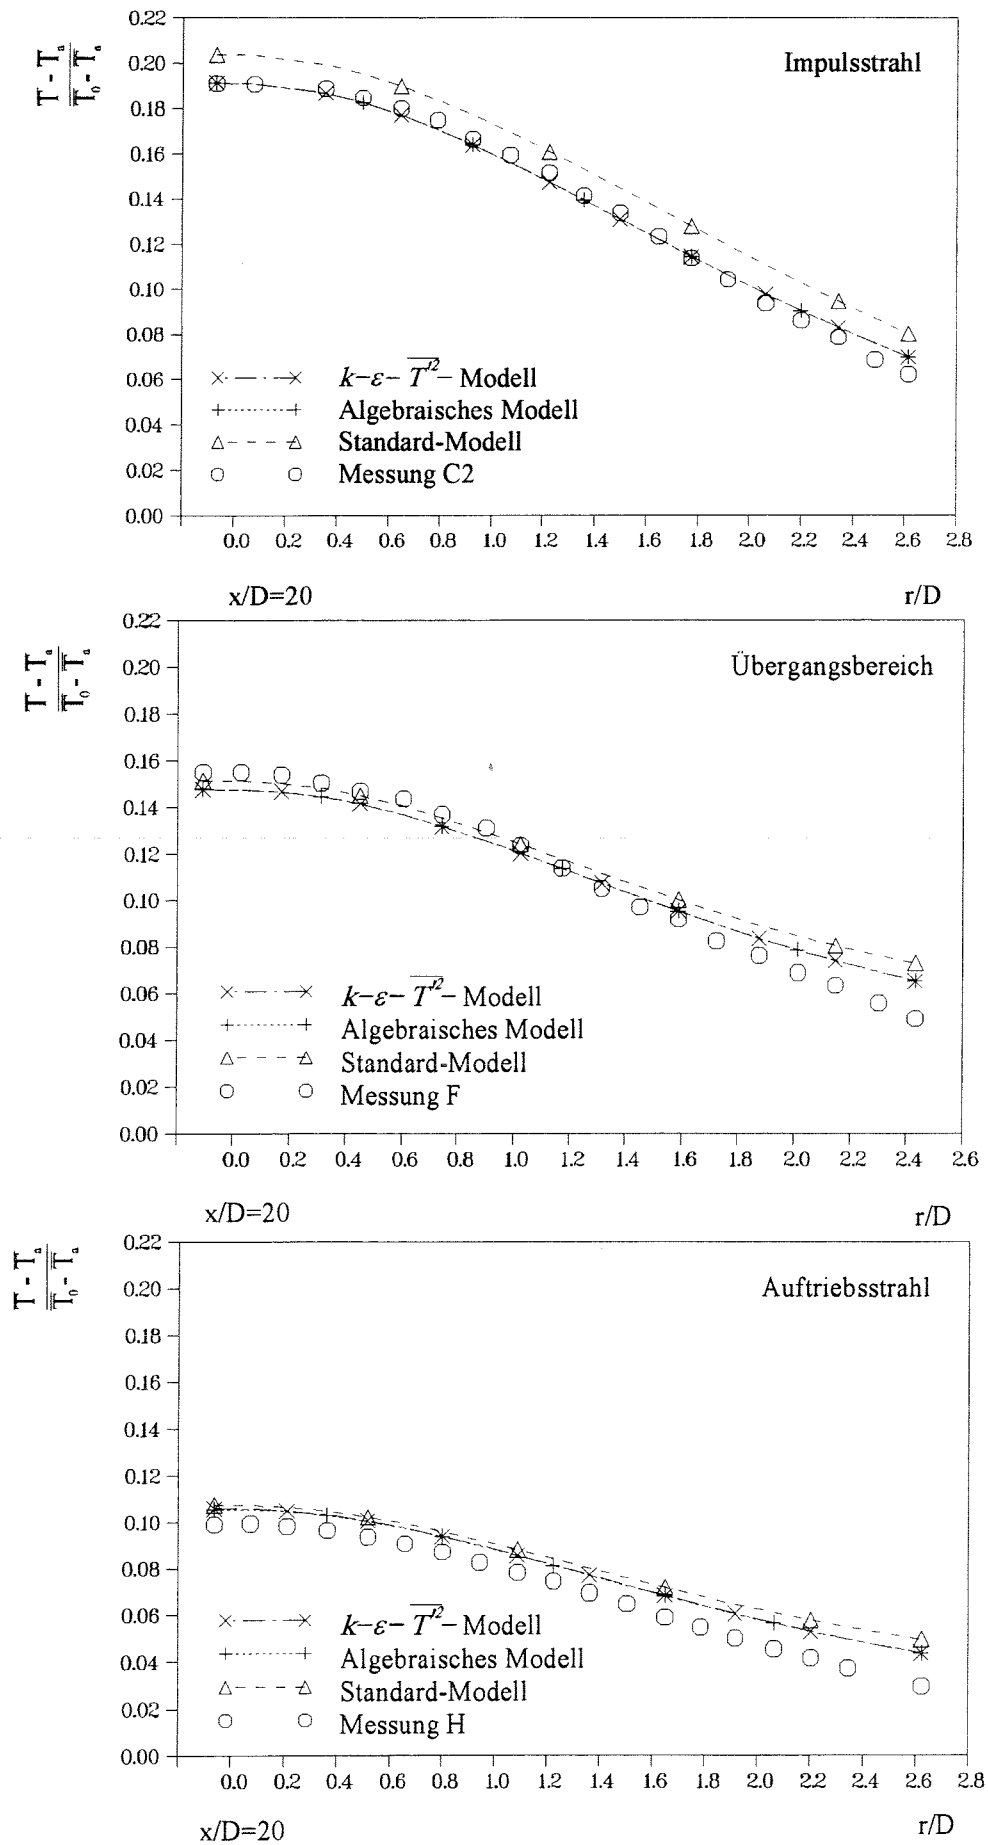 T - Tₐ
T₀ - Tₐ
0.22
0.20
0.18
0.16
0.14
0.12
0.10
0.08
0.06
0.04
0.02
0.00
Impulsstrahl
k-ε- T'²- Modell
Algebraisches Modell
Standard-Modell
Messung C2
0.0 0.2 0.4 0.6 0.8 1.0 1.2 1.4 1.6 1.8 2.0 2.2 2.4 2.6 2.8
x/D=20 r/D
T - Tₐ
T₀ - Tₐ
0.22
0.20
0.18
0.16
0.14
0.12
0.10
0.08
0.06
0.04
0.02
0.00
Übergangsbereich
k-ε- T'²- Modell
Algebraisches Modell
Standard-Modell
Messung F
0.0 0.2 0.4 0.6 0.8 1.0 1.2 1.4 1.6 1.8 2.0 2.2 2.4 2.6
x/D=20 r/D
T - Tₐ
T₀ - Tₐ
0.22
0.20
0.18
0.16
0.14
0.12
0.10
0.08
0.06
0.04
0.02
0.00
Auftriebsstrahl
k-ε- T'²- Modell
Algebraisches Modell
Standard-Modell
Messung H
0.0 0.2 0.4 0.6 0.8 1.0 1.2 1.4 1.6 1.8 2.0 2.2 2.4 2.6 2.8
x/D=20 r/D